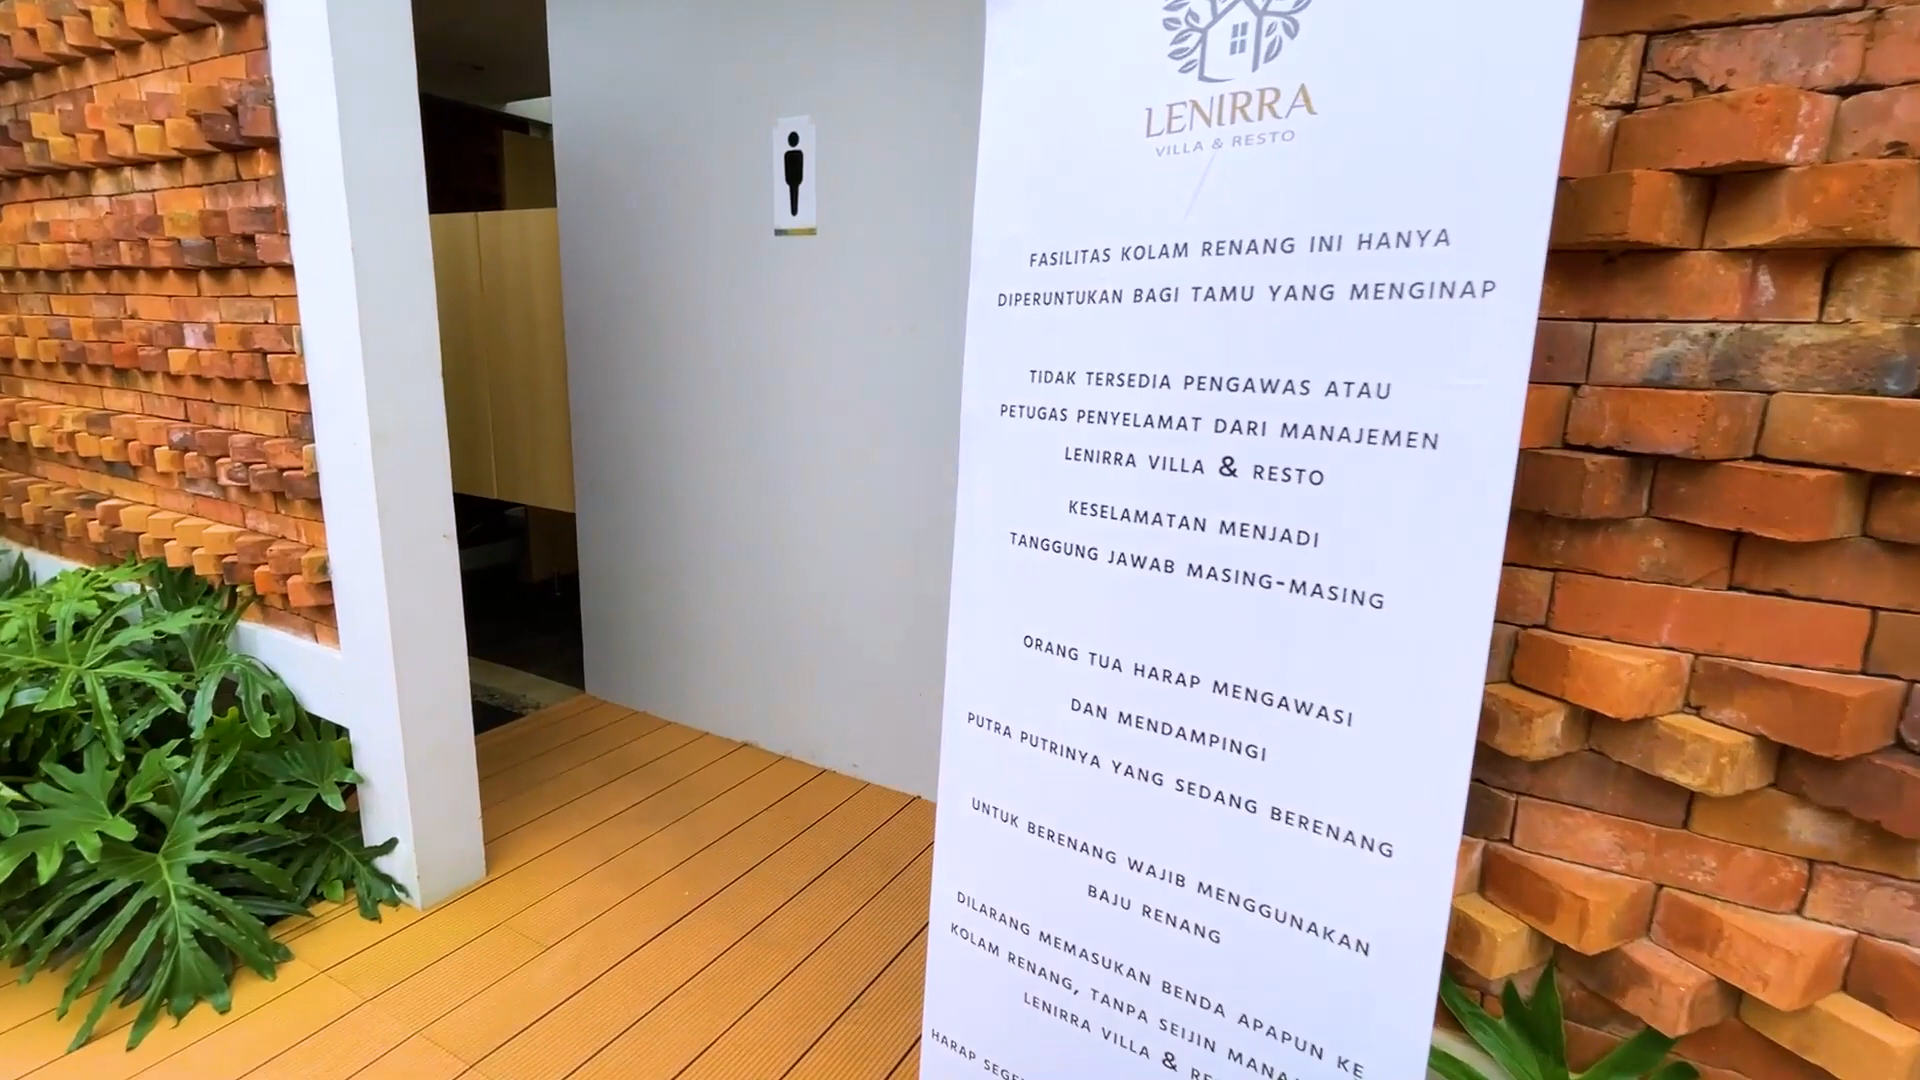 LENIRRA
VILLA & RESTO
FASILITAS KOLAM RENANG INI HANYA
DIPERUNTUKAN BAGI TAMU YANG MENGINAP
TIDAK TERSEDIA PENGAWAS ATAU
PETUGAS PENYELAMAT DARI MANAJEMEN
LENIRRA VILLA & RESTO
KESELAMATAN MENJADI
TANGGUNG JAWAB MASING-MASING
ORANG TUA HARAP MENGAWASI
DAN MENDAMPINGI
PUTRA PUTRINYA YANG SEDANG BERENANG
UNTUK BERENANG WAJIB MENGGUNAKAN
BAJU RENANG
DILARANG MEMASUKAN BENDA APAPUN KE
KOLAM RENANG, TANPA SEIJIN
LENIRRA VILLA &
HARAP